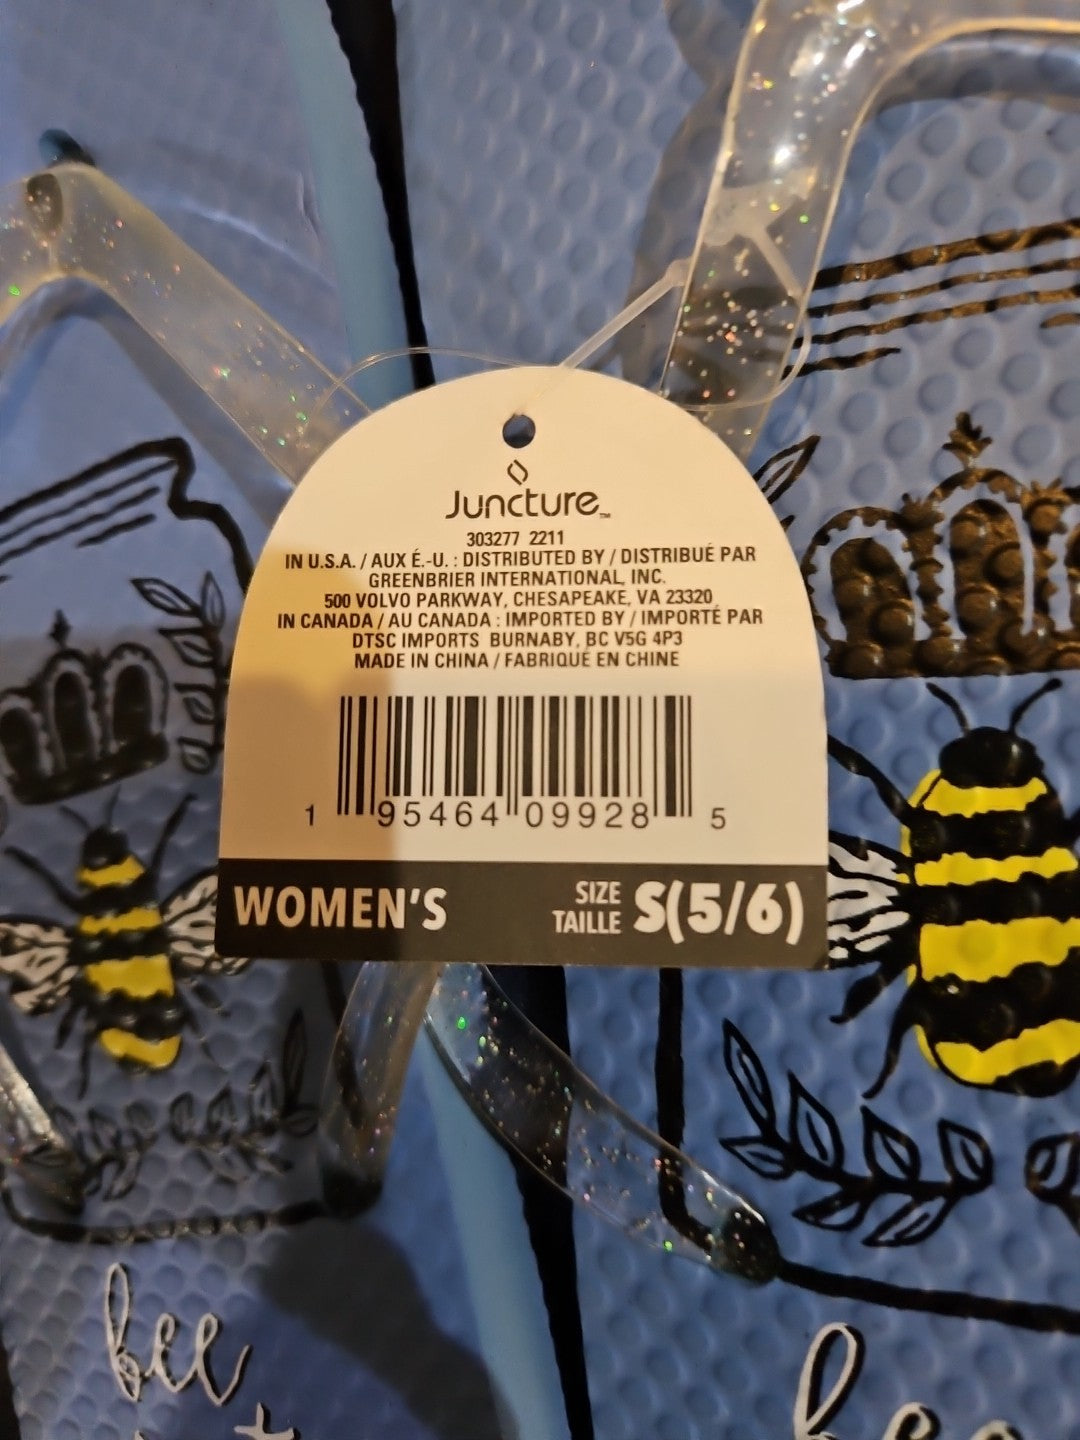 Juncture™
303277 2211
IN U.S.A. / AUX É.-U. : DISTRIBUTED BY / DISTRIBUÉ PAR
GREENBRIER INTERNATIONAL, INC.
500 VOLVO PARKWAY, CHESAPEAKE, VA 23320
IN CANADA / AU CANADA : IMPORTED BY / IMPORTÉ PAR
DTSC IMPORTS BURNABY, BC V5G 4P3
MADE IN CHINA / FABRIQUÉ EN CHINE
1 95464 09928 5
WOMEN'S
SIZE
TAILLE S(5/6)
bee